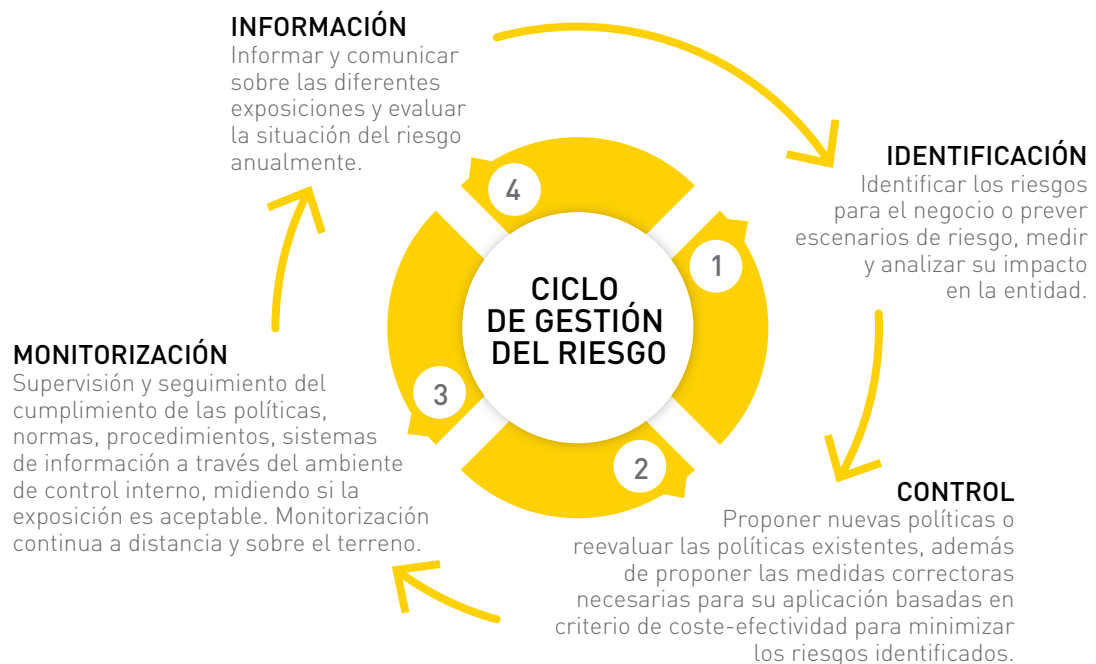 INFORMACIÓN
Informar y comunicar
sobre las diferentes
exposiciones y evaluar
la situación del riesgo
anualmente.
IDENTIFICACIÓN
Identificar los riesgos
para el negocio o prever
escenarios de riesgo, medir
y analizar su impacto
en la entidad.
4
1
CICLO
DE GESTIÓN
DEL RIESGO
3
2
MONITORIZACIÓN
Supervisión y seguimiento del
cumplimiento de las políticas,
normas, procedimientos, sistemas
de información a través del ambiente
de control interno, midiendo si la
exposición es aceptable. Monitorización
continua a distancia y sobre el terreno.
CONTROL
Proponer nuevas políticas o
reevaluar las políticas existentes, además
de proponer las medidas correctoras
necesarias para su aplicación basadas en
criterio de coste-efectividad para minimizar
los riesgos identificados.